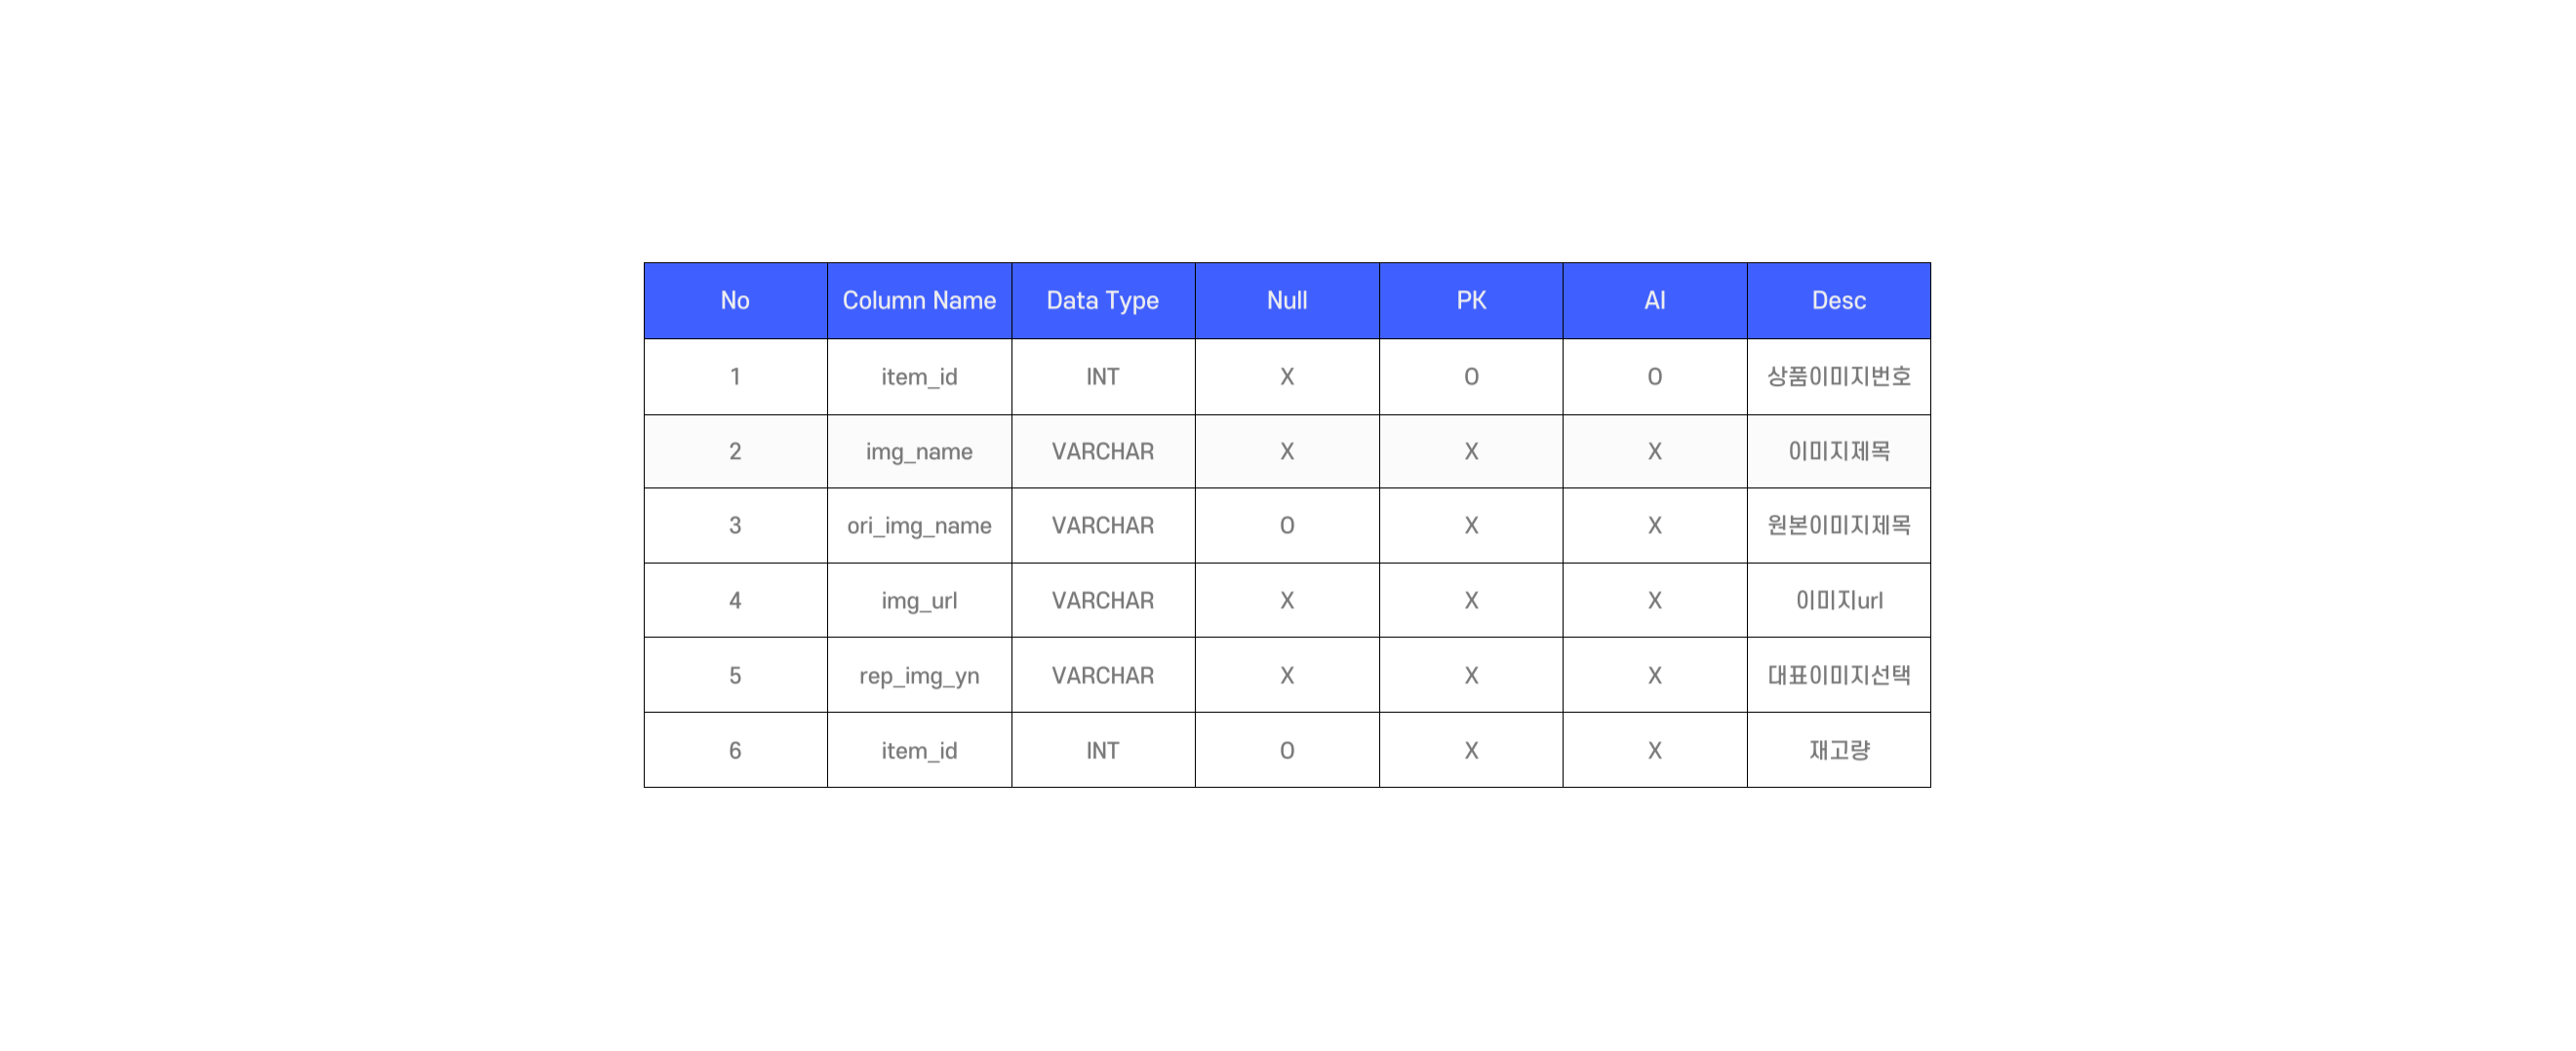 No Column Name Data Type Null PK AI Desc
1 item_id INT X O O 상품이미지번호
2 img_name VARCHAR X X X 이미지제목
3 ori_img_name VARCHAR O X X 원본이미지제목
4 img_url VARCHAR X X X 이미지url
5 rep_img_yn VARCHAR X X X 대표이미지선택
6 item_id INT O X X 재고량